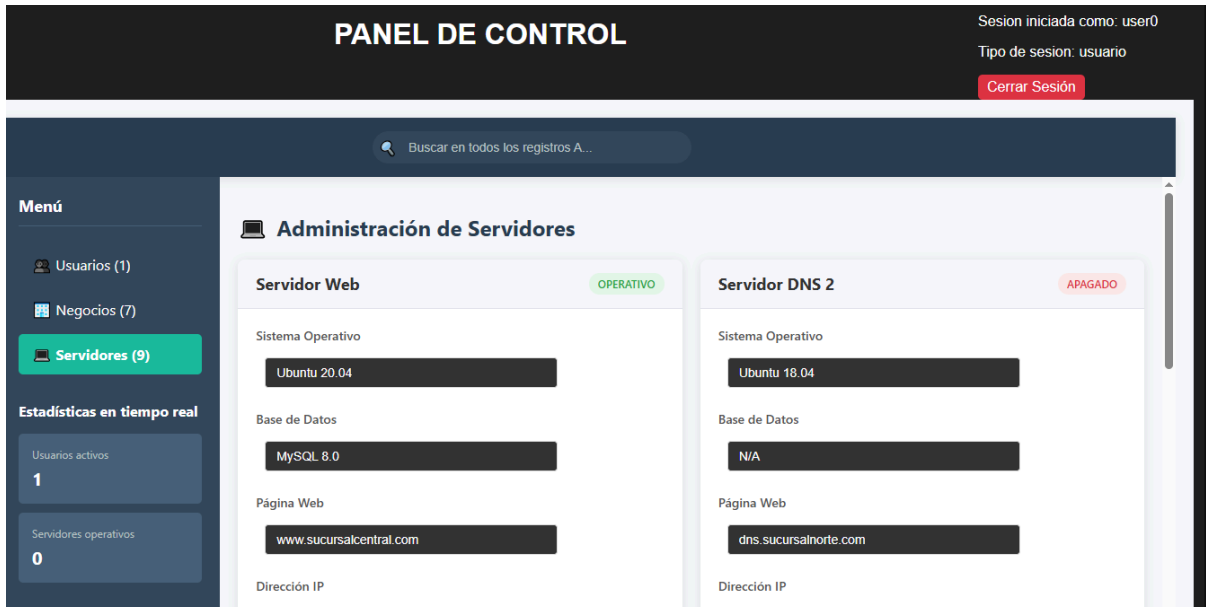 PANEL DE CONTROL
Sesion iniciada como: user0
Tipo de sesion: usuario
Cerrar Sesión
Buscar en todos los registros A...
Menú
Usuarios (1)
Negocios (7)
Servidores (9)
Estadísticas en tiempo real
Usuarios activos
1
Servidores operativos
0
Administración de Servidores
Servidor Web
OPERATIVO
Sistema Operativo
Ubuntu 20.04
Base de Datos
MySQL 8.0
Página Web
www.sucursalcentral.com
Dirección IP
Servidor DNS 2
APAGADO
Sistema Operativo
Ubuntu 18.04
Base de Datos
N/A
Página Web
dns.sucursalnorte.com
Dirección IP